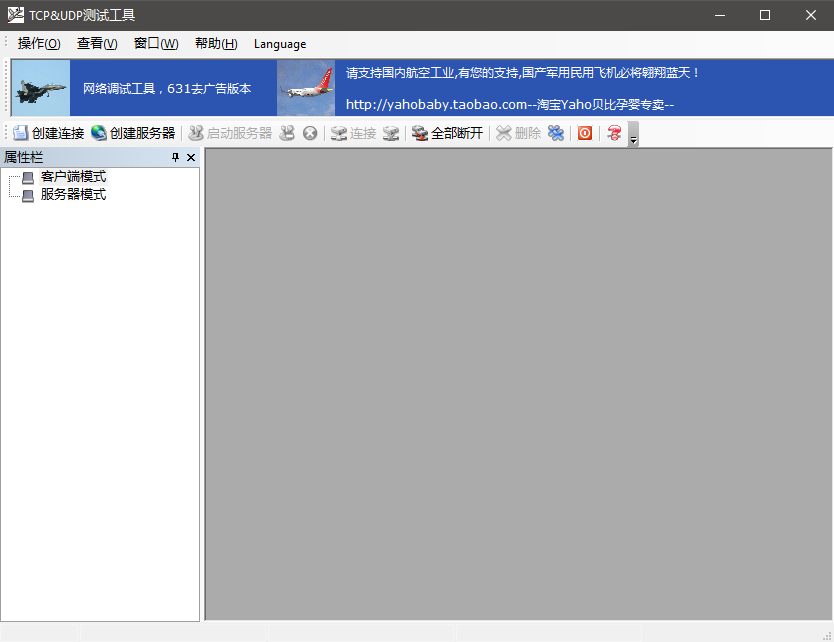 TCP&UDP测试工具
操作(O) 查看(V) 窗口(W) 帮助(H) Language
网络调试工具，631去广告版本
请支持国内航空工业,有您的支持,国产军用民用飞机必将翱翔蓝天！
http://yahobaby.taobao.com--淘宝Yaho贝比孕婴专卖--
创建连接 创建服务器 启动服务器 连接 全部断开 删除
属性栏
客户端模式
服务器模式